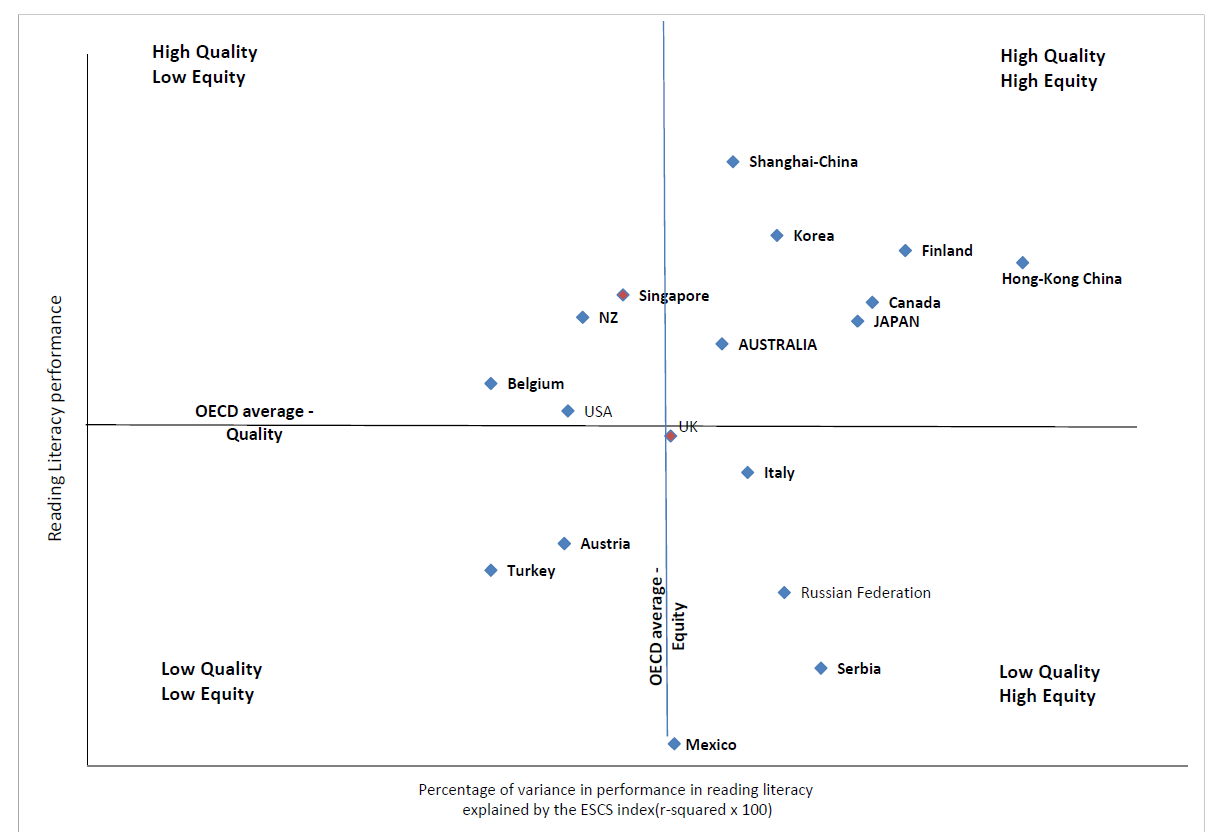 High Quality
Low Equity
High Quality
High Equity
Shanghai-China
Korea
Finland
Hong-Kong China
Singapore
NZ
Canada
JAPAN
AUSTRALIA
Belgium
USA
OECD average -
Quality
UK
Reading Literacy performance
Italy
Austria
Turkey
OECD average -
Equity
Russian Federation
Low Quality
Low Equity
Serbia
Low Quality
High Equity
Mexico
Percentage of variance in performance in reading literacy
explained by the ESCS index(r-squared x 100)